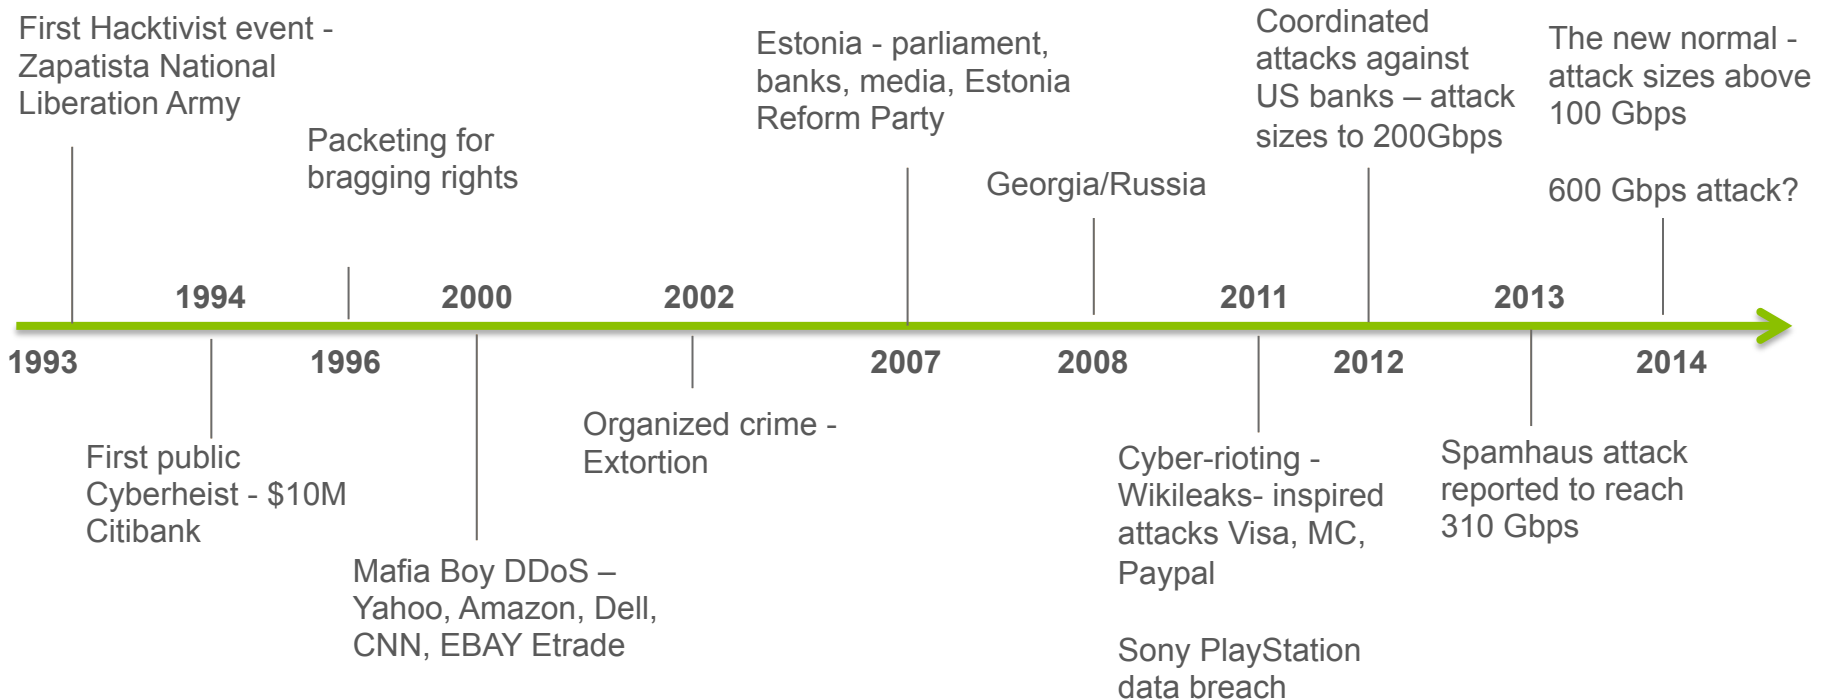 First Hacktivist event -
Zapatista National
Liberation Army
Packeting for
bragging rights
Estonia - parliament,
banks, media, Estonia
Reform Party
Georgia/Russia
Coordinated
attacks against
US banks – attack
sizes to 200Gbps
The new normal -
attack sizes above
100 Gbps
600 Gbps attack?
1994
2000
2002
2011
2013
1993
1996
2007
2008
2012
2014
First public
Cyberheist - $10M
Citibank
Mafia Boy DDoS –
Yahoo, Amazon, Dell,
CNN, EBAY Etrade
Organized crime -
Extortion
Cyber-rioting -
Wikileaks- inspired
attacks Visa, MC,
Paypal
Sony PlayStation
data breach
Spamhaus attack
reported to reach
310 Gbps